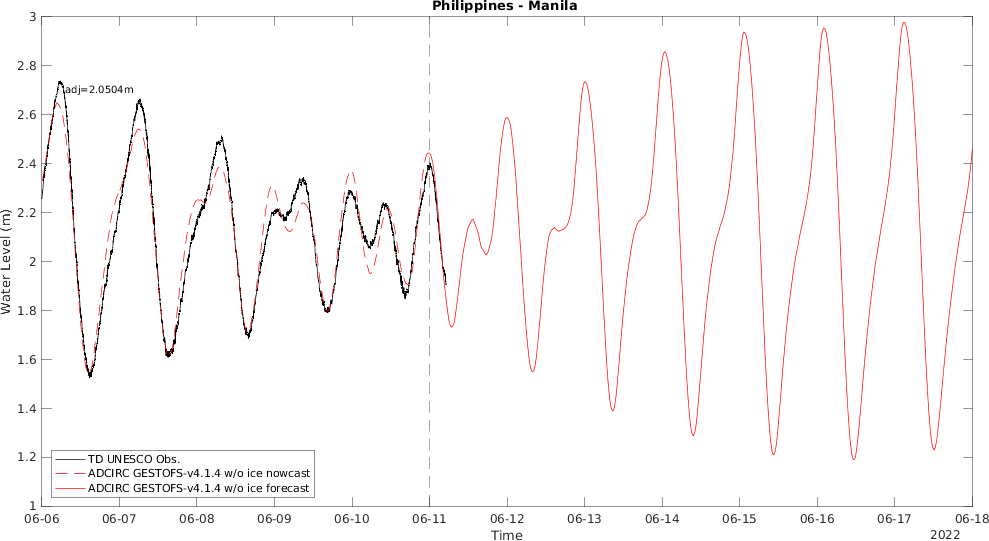 Philippines - Manila
3
2.8
2.6
2.4
2.2
2
1.8
1.6
1.4
1.2
1
Water Level (m)
adj=2.0504m
TD UNESCO Obs.
ADCIRC GESTOFS-v4.1.4 w/o ice nowcast
ADCIRC GESTOFS-v4.1.4 w/o ice forecast
06-06 06-07 06-08 06-09 06-10 06-11 06-12 06-13 06-14 06-15 06-16 06-17 06-18
Time
2022